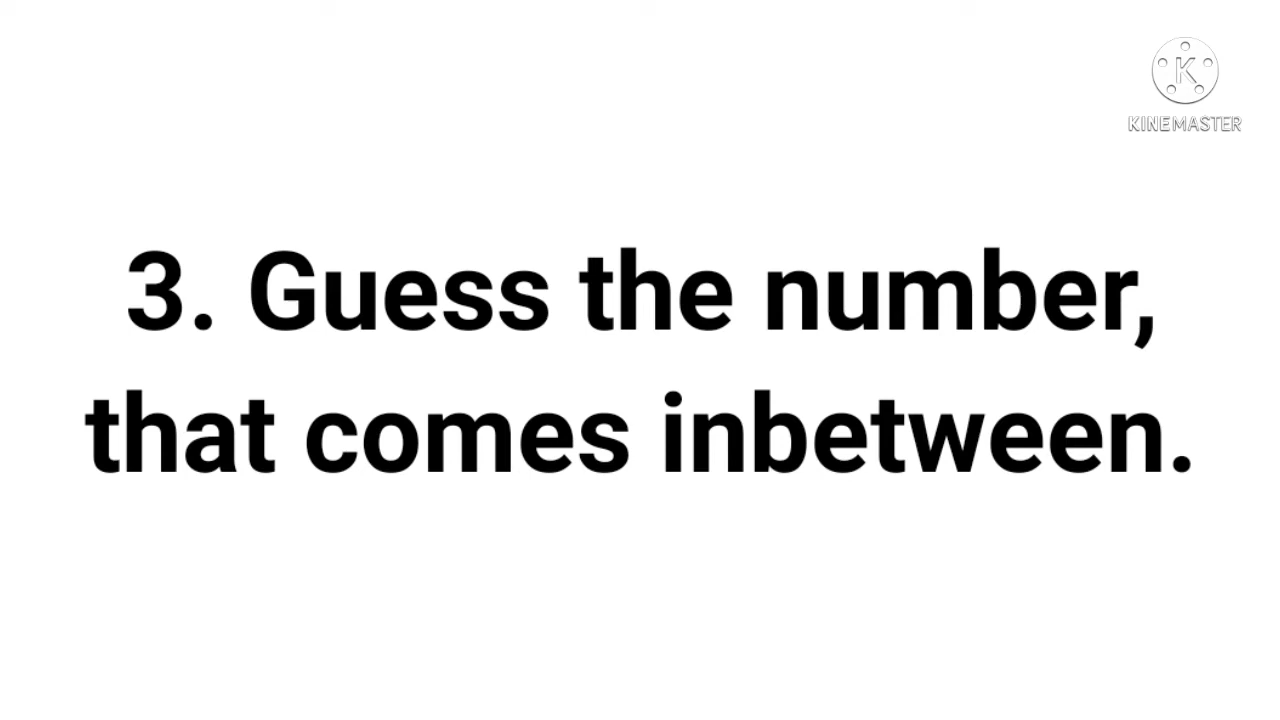 KINEMASTER
3. Guess the number,
that comes inbetween.